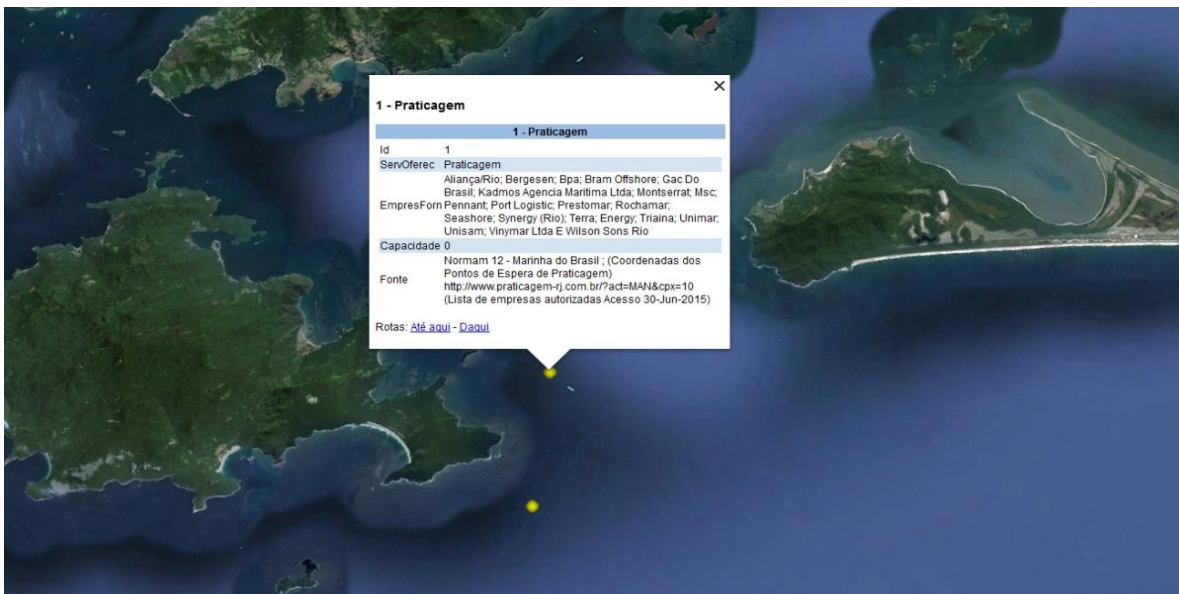 1 - Praticagem
1 - Praticagem
Id 1
ServOferec Praticagem
Aliança/Rio; Bergesen; Bpa; Bram Offshore; Gac Do
Brasil; Kadmos Agencia Maritima Ltda; Montserrat; Msc;
EmpresForn Pennant; Port Logistic; Prestomar; Rochamar;
Seashore; Synergy (Rio); Terra; Energy; Triaina; Unimar;
Unisam; Vinymar Ltda E Wilson Sons Rio
Capacidade 0
Normam 12 - Marinha do Brasil ; (Coordenadas dos
Pontos de Espera de Praticagem)
Fonte
http://www.praticagem-rj.com.br/?act=MAN&cpx=10
(Lista de empresas autorizadas Acesso 30-Jun-2015)
Rotas: Até aqui - Daqui